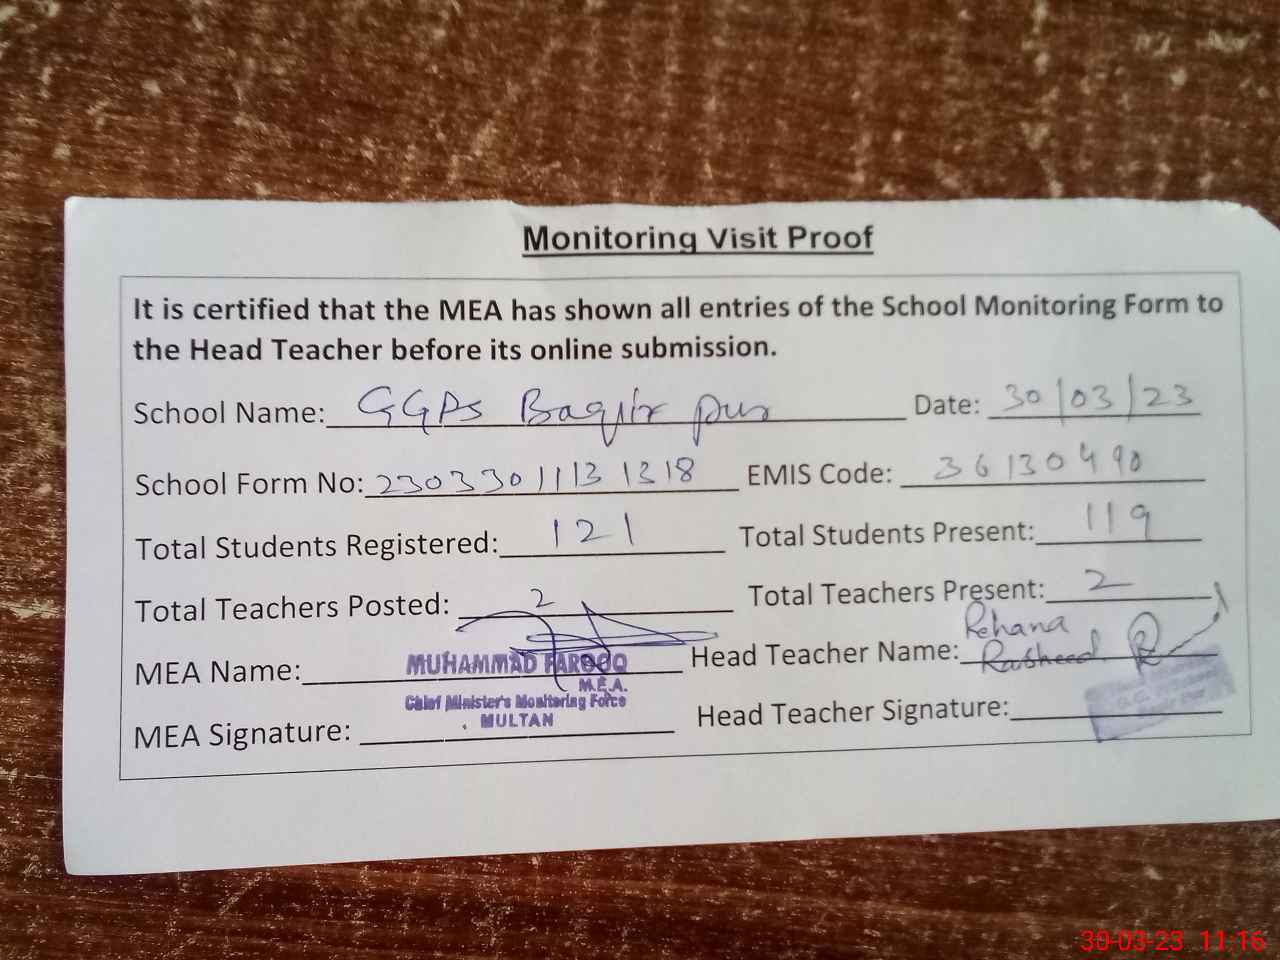 Monitoring Visit Proof
It is certified that the MEA has shown all entries of the School Monitoring Form to
the Head Teacher before its online submission.
School Name: GGPS Baqir pur Date: 30/03/23
School Form No: 2303301113 1318 EMIS Code: 36130490
Total Students Registered: 121 Total Students Present: 119
Total Teachers Posted: 2 Total Teachers Present: 2
MEA Name: MUHAMMAD FAROOQ Head Teacher Name: Rehana Rasheed
M.E.A.
Chief Minister's Monitoring Force
MULTAN
MEA Signature: Head Teacher Signature:
30-03-23 11:16